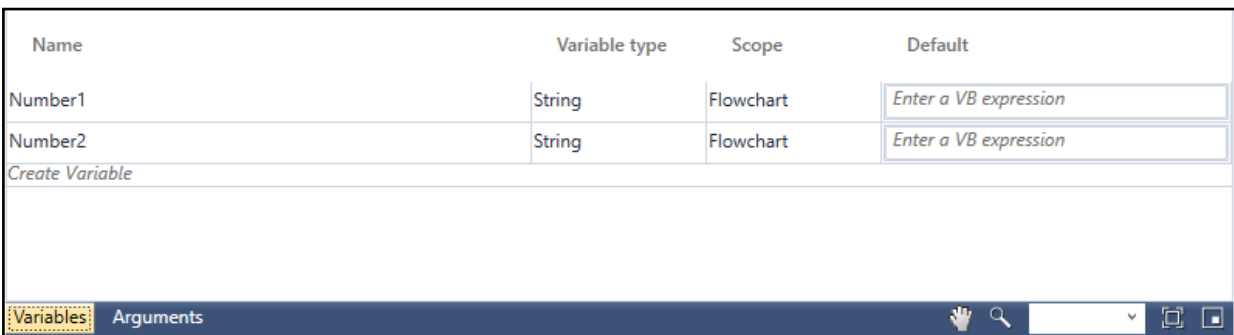 Name Variable type Scope Default
Number1 String Flowchart Enter a VB expression
Number2 String Flowchart Enter a VB expression
Create Variable
Variables Arguments